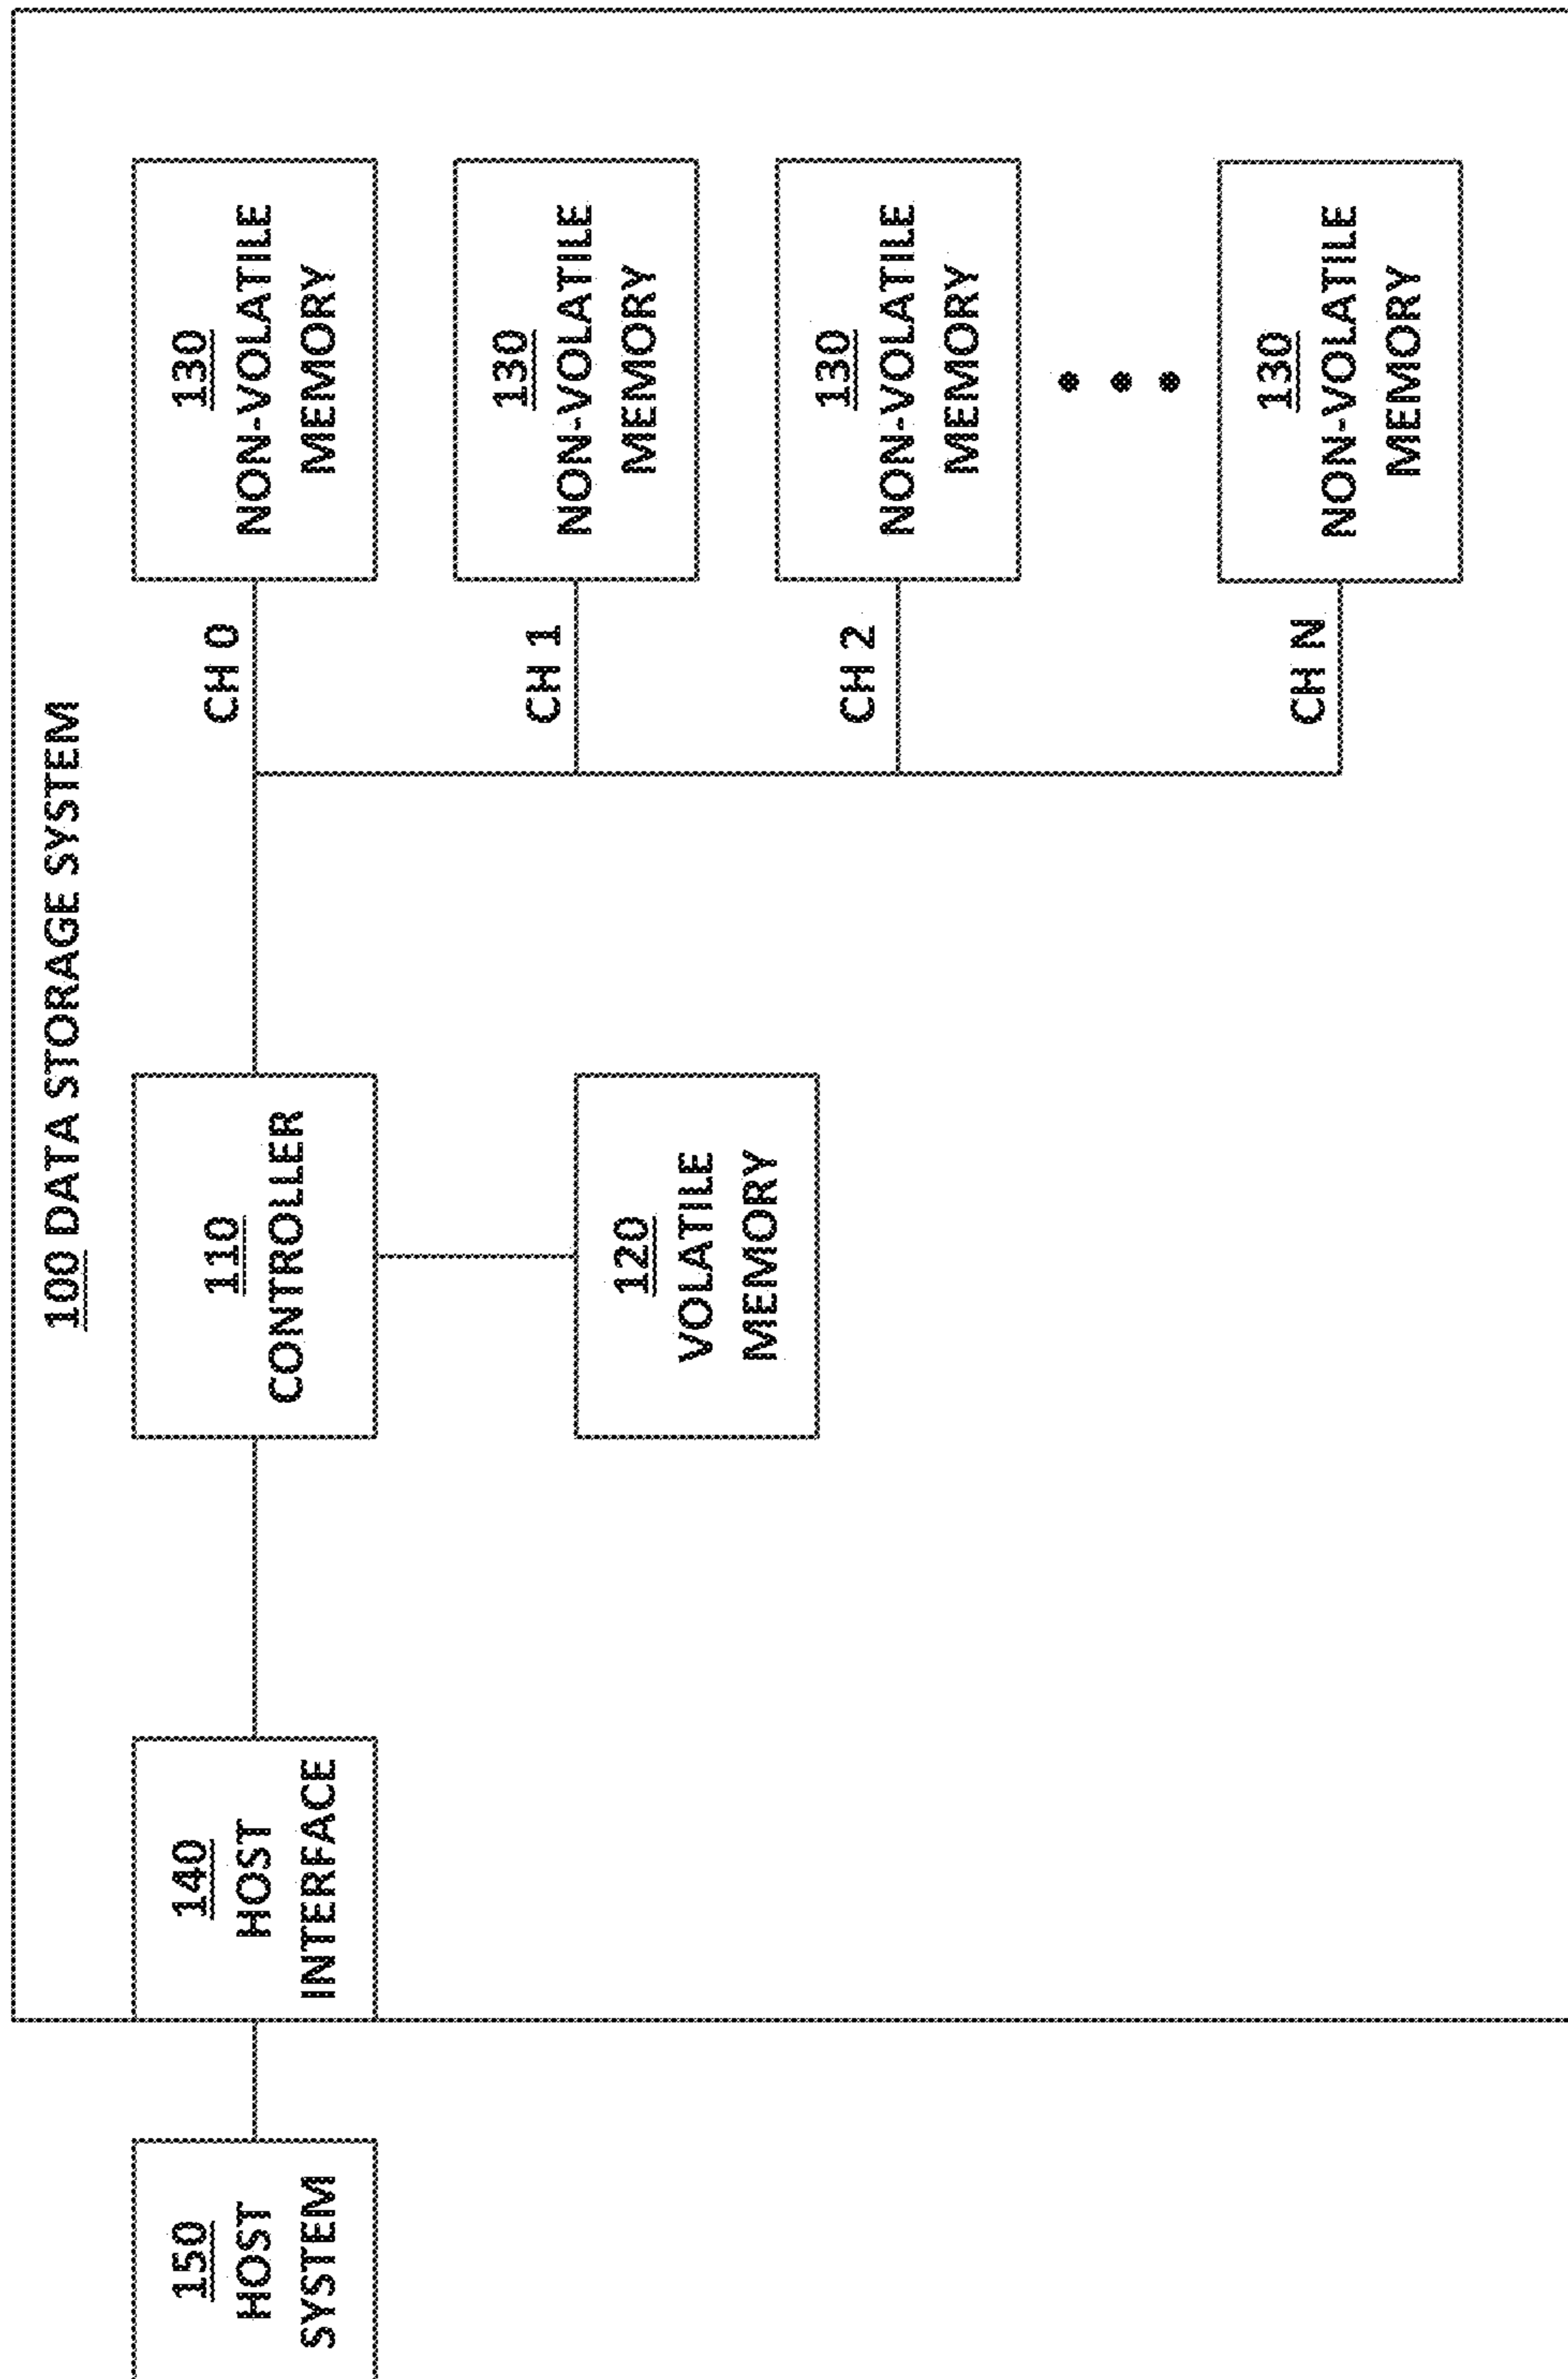 100 DATA STORAGE SYSTEM
150
HOST
SYSTEM
140
HOST
INTERFACE
110
CONTROLLER
120
VOLATILE
MEMORY
CH 0
130
NON-VOLATILE
MEMORY
CH 1
130
NON-VOLATILE
MEMORY
CH 2
130
NON-VOLATILE
MEMORY
CH N
130
NON-VOLATILE
MEMORY